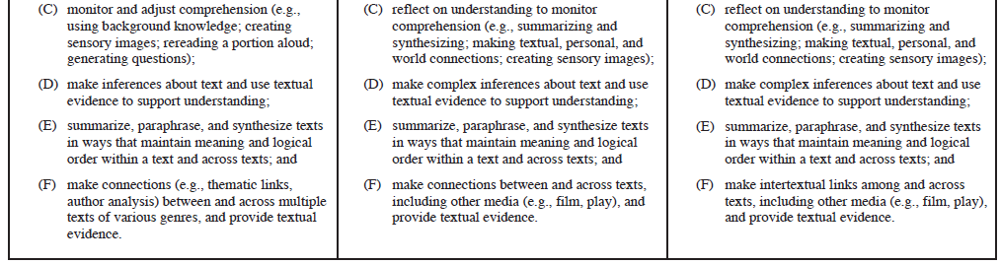 (C) monitor and adjust comprehension (e.g.,
using background knowledge; creating
sensory images; rereading a portion aloud;
generating questions);
(D) make inferences about text and use textual
evidence to support understanding;
(E) summarize, paraphrase, and synthesize texts
in ways that maintain meaning and logical
order within a text and across texts; and
(F) make connections (e.g., thematic links,
author analysis) between and across multiple
texts of various genres, and provide textual
evidence.
(C) reflect on understanding to monitor
comprehension (e.g., summarizing and
synthesizing; making textual, personal, and
world connections; creating sensory images);
(D) make complex inferences about text and use
textual evidence to support understanding;
(E) summarize, paraphrase, and synthesize texts
in ways that maintain meaning and logical
order within a text and across texts; and
(F) make connections between and across texts,
including other media (e.g., film, play), and
provide textual evidence.
(C) reflect on understanding to monitor
comprehension (e.g., summarizing and
synthesizing; making textual, personal, and
world connections; creating sensory images);
(D) make complex inferences about text and use
textual evidence to support understanding;
(E) summarize, paraphrase, and synthesize texts
in ways that maintain meaning and logical
order within a text and across texts; and
(F) make intertextual links among and across
texts, including other media (e.g., film, play),
and provide textual evidence.